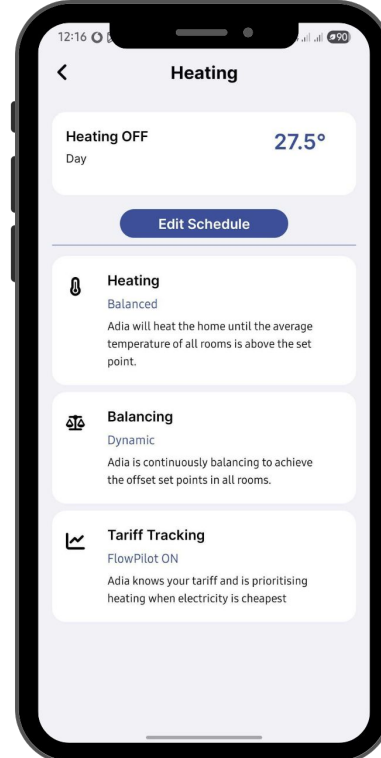 12:16
90
Heating
Heating OFF
27.5°
Day
Edit Schedule
Heating
Balanced
Adia will heat the home until the average
temperature of all rooms is above the set
point.
Balancing
Dynamic
Adia is continuously balancing to achieve
the offset set points in all rooms.
Tariff Tracking
FlowPilot ON
Adia knows your tariff and is prioritising
heating when electricity is cheapest